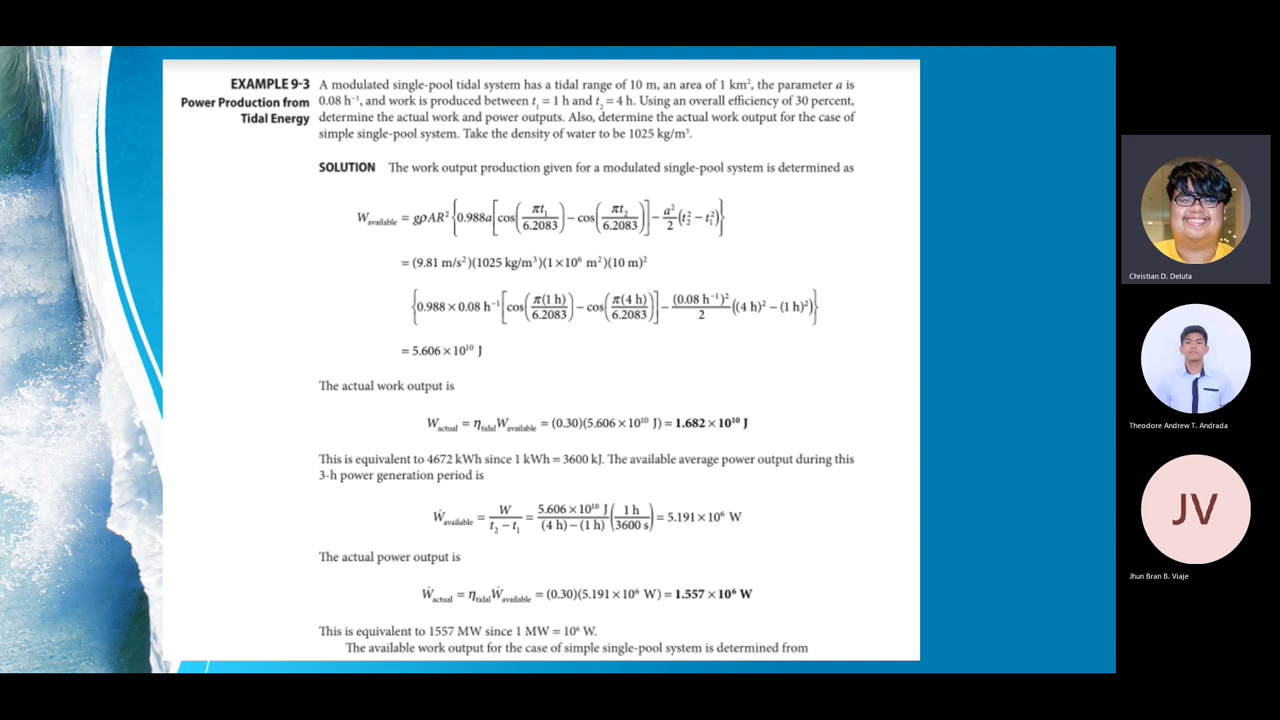 EXAMPLE 9-3
Power Production from
Tidal Energy
A modulated single-pool tidal system has a tidal range of 10 m, an area of 1 km², the parameter a is
0.08 h⁻¹, and work is produced between t₁ = 1 h and t₂ = 4 h. Using an overall efficiency of 30 percent,
determine the actual work and power outputs. Also, determine the actual work output for the case of
simple single-pool system. Take the density of water to be 1025 kg/m³.
SOLUTION The work output production given for a modulated single-pool system is determined as
W_available = gρAR² {0.988a[cos(πt₁/6.2083) − cos(πt₂/6.2083)] − a²/2 (t₂² − t₁²)}
= (9.81 m/s²)(1025 kg/m³)(1 × 10⁶ m²)(10 m)²
{0.988 × 0.08 h⁻¹ [cos(π(1 h)/6.2083) − cos(π(4 h)/6.2083)] − (0.08 h⁻¹)²/2 ((4 h)² − (1 h)²)}
= 5.606 × 10¹⁰ J
The actual work output is
W_actual = η_tidal W_available = (0.30)(5.606 × 10¹⁰ J) = 1.682 × 10¹⁰ J
This is equivalent to 4672 kWh since 1 kWh = 3600 kJ. The available average power output during this
3-h power generation period is
Ẇ_available = W/(t₂ − t₁) = 5.606 × 10¹⁰ J/((4 h) − (1 h)) (1 h/3600 s) = 5.191 × 10⁶ W
The actual power output is
Ẇ_actual = η_tidal Ẇ_available = (0.30)(5.191 × 10⁶ W) = 1.557 × 10⁶ W
This is equivalent to 1557 MW since 1 MW = 10⁶ W.
The available work output for the case of simple single-pool system is determined from
Christian D. Deluta
Theodore Andrew T. Andrada
JV
Jhun Bran B. Viaje